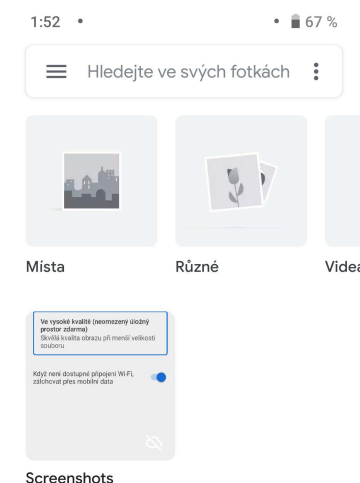 1:52
67 %
Hledejte ve svých fotkách
Místa
Různé
Videa
Ve vysoké kvalitě (neomezený úložný
prostor zdarma)
Skvělá kvalita obrazu při menší velikosti
souboru
Když není dostupné připojení Wi-Fi,
zálohovat přes mobilní data
Screenshots